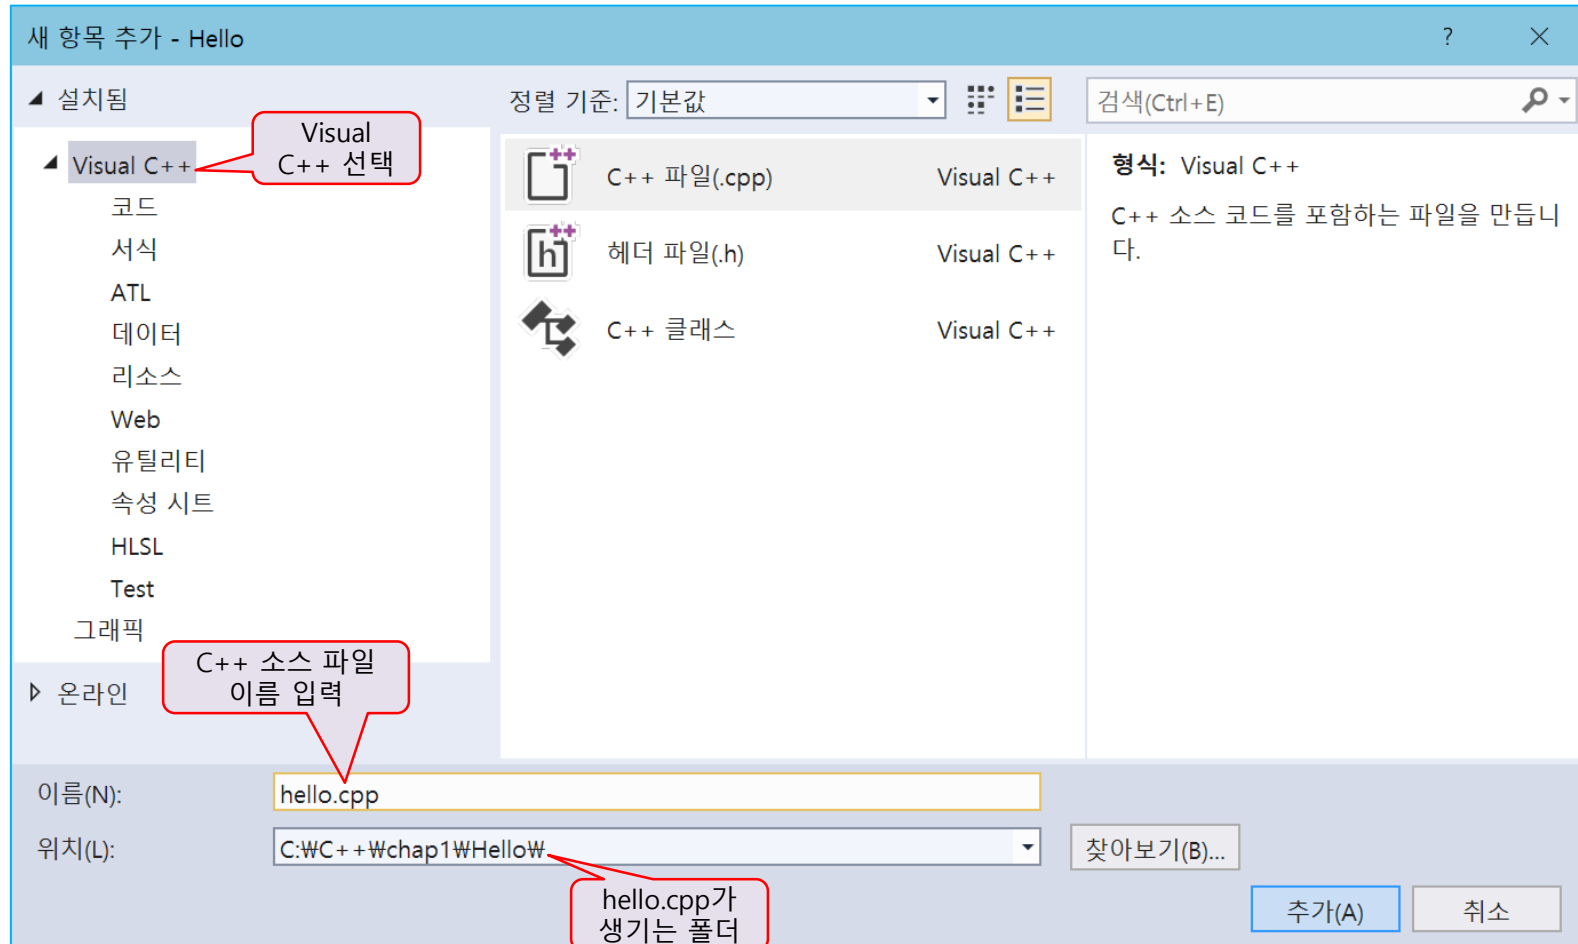 새 항목 추가 - Hello
?
설치됨
정렬 기준: 기본값
검색(Ctrl+E)
Visual C++
코드
서식
ATL
데이터
리소스
Web
유틸리티
속성 시트
HLSL
Test
그래픽
온라인
Visual
C++ 선택
C++ 파일(.cpp) Visual C++
헤더 파일(.h) Visual C++
C++ 클래스 Visual C++
형식: Visual C++
C++ 소스 코드를 포함하는 파일을 만듭니
다.
C++ 소스 파일
이름 입력
이름(N): hello.cpp
위치(L): C:₩C++₩chap1₩Hello₩
찾아보기(B)...
hello.cpp가
생기는 폴더
추가(A)
취소